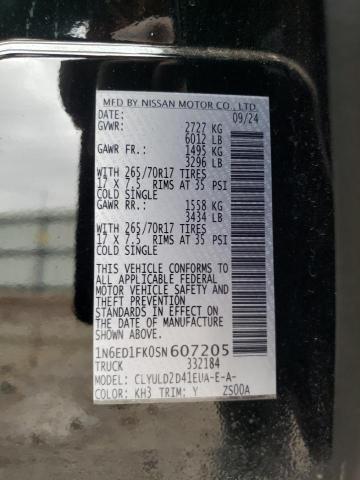 MFD BY NISSAN MOTOR CO., LTD.
DATE: 09/24
GVWR: 2727 KG
6012 LB
GAWR FR.: 1495 KG
3296 LB
WITH 265/70R17 TIRES
17 X 7.5 RIMS AT 35 PSI
COLD SINGLE
GAWR RR.: 1558 KG
3434 LB
WITH 265/70R17 TIRES
17 X 7.5 RIMS AT 35 PSI
COLD SINGLE
THIS VEHICLE CONFORMS TO
ALL APPLICABLE FEDERAL
MOTOR VEHICLE SAFETY
STANDARDS IN EFFECT ON
THE DATE OF MANUFACTURE
SHOWN ABOVE.
1N6ED1FK0SN607205
TRUCK 332184
MODEL: CLYULD2D41EUA-E-A-
COLOR: KH3 TRIM: Y ZS00A